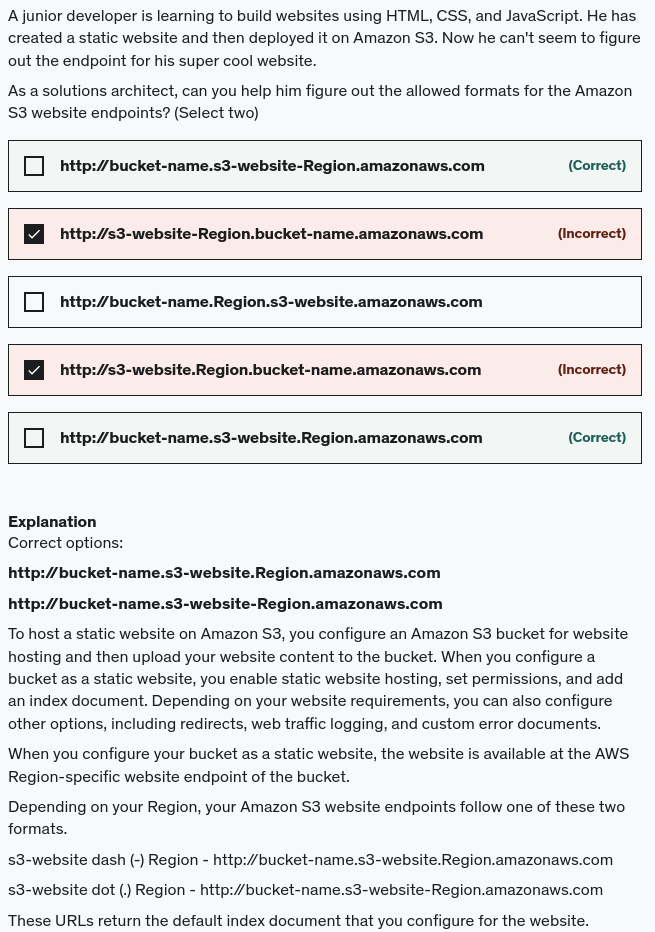 A junior developer is learning to build websites using HTML, CSS, and JavaScript. He has
created a static website and then deployed it on Amazon S3. Now he can't seem to figure
out the endpoint for his super cool website.
As a solutions architect, can you help him figure out the allowed formats for the Amazon
S3 website endpoints? (Select two)
http://bucket-name.s3-website-Region.amazonaws.com (Correct)
http://s3-website-Region.bucket-name.amazonaws.com (Incorrect)
http://bucket-name.Region.s3-website.amazonaws.com
http://s3-website.Region.bucket-name.amazonaws.com (Incorrect)
http://bucket-name.s3-website.Region.amazonaws.com (Correct)
Explanation
Correct options:
http://bucket-name.s3-website.Region.amazonaws.com
http://bucket-name.s3-website-Region.amazonaws.com
To host a static website on Amazon S3, you configure an Amazon S3 bucket for website
hosting and then upload your website content to the bucket. When you configure a
bucket as a static website, you enable static website hosting, set permissions, and add
an index document. Depending on your website requirements, you can also configure
other options, including redirects, web traffic logging, and custom error documents.
When you configure your bucket as a static website, the website is available at the AWS
Region-specific website endpoint of the bucket.
Depending on your Region, your Amazon S3 website endpoints follow one of these two
formats.
s3-website dash (-) Region - http://bucket-name.s3-website.Region.amazonaws.com
s3-website dot (.) Region - http://bucket-name.s3-website-Region.amazonaws.com
These URLs return the default index document that you configure for the website.